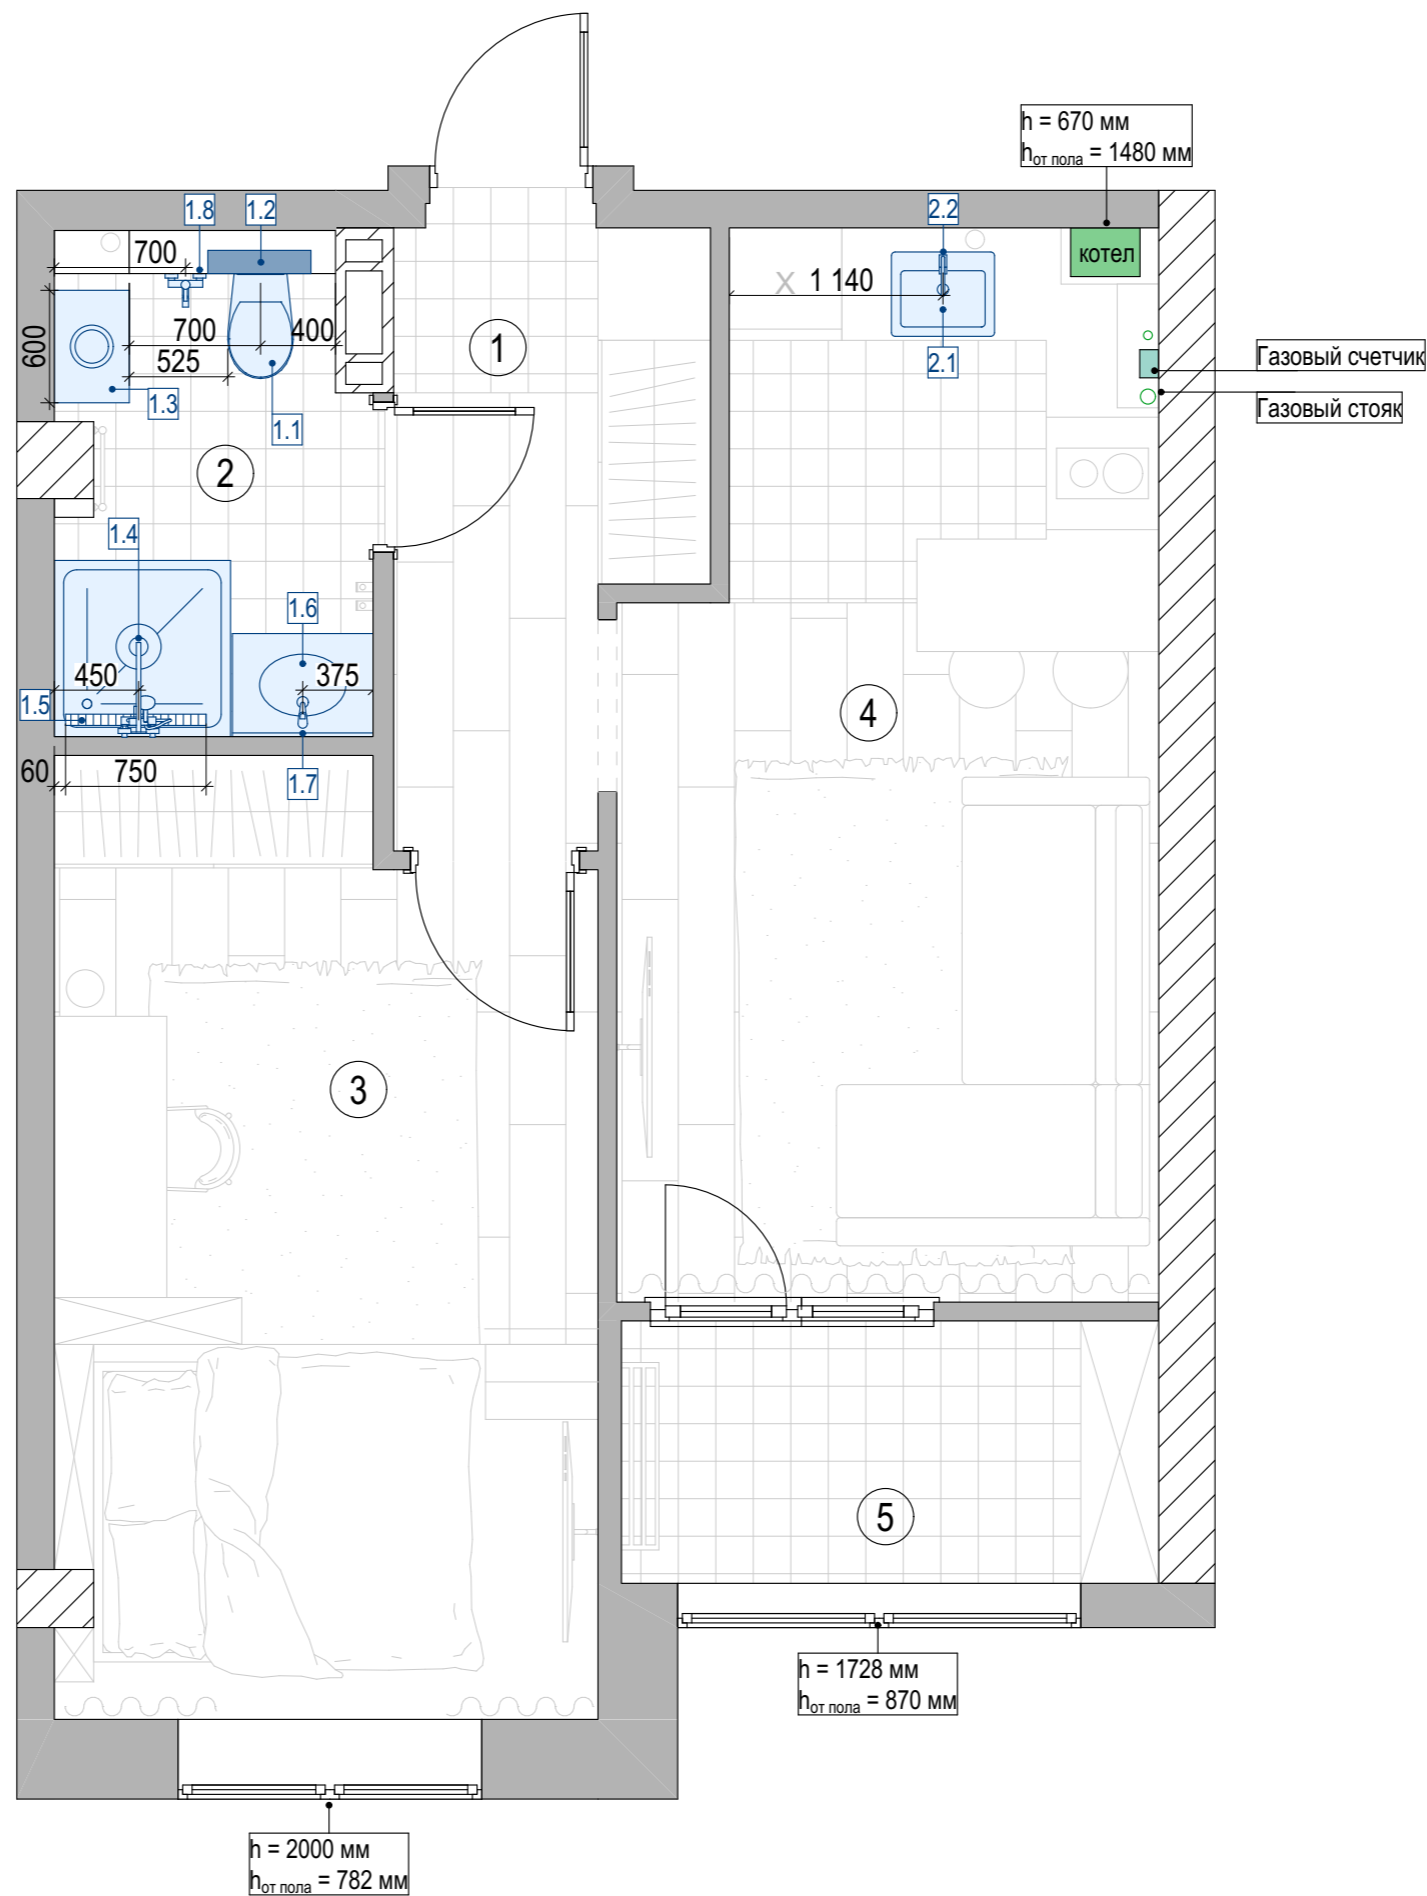 h = 670 мм
hот пола = 1480 мм
1.8
1.2
2.2
700
котел
X 1 140
600
700
400
1
525
2.1
Газовый счетчик
1.3
Газовый стояк
1.1
2
1.4
1.6
450
375
1.5
4
60
750
1.7
3
5
h = 1728 мм
hот пола = 870 мм
h = 2000 мм
hот пола = 782 мм